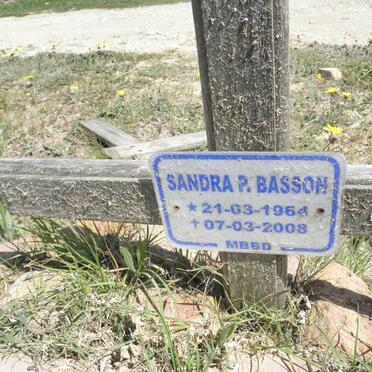 SANDRA P. BASSON
★ 21-03-1964
† 07-03-2008
MBBD